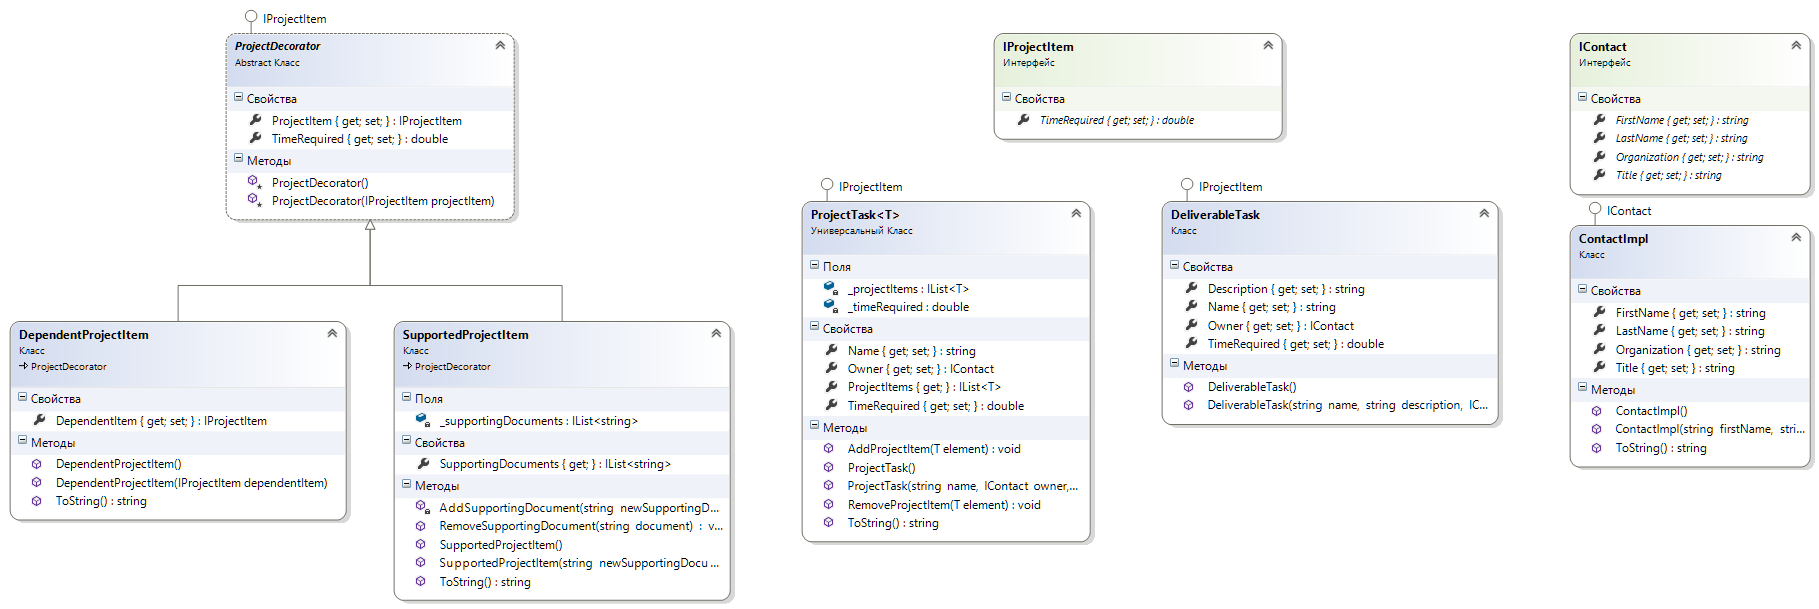 IProjectItem
ProjectDecorator
Abstract Класс
Свойства
ProjectItem { get; set; } : IProjectItem
TimeRequired { get; set; } : double
Методы
ProjectDecorator()
ProjectDecorator(IProjectItem projectItem)
DependentProjectItem
Класс
ProjectDecorator
Свойства
DependentItem { get; set; } : IProjectItem
Методы
DependentProjectItem()
DependentProjectItem(IProjectItem dependentItem)
ToString() : string
SupportedProjectItem
Класс
ProjectDecorator
Поля
_supportingDocuments : IList<string>
Свойства
SupportingDocuments { get; } : IList<string>
Методы
AddSupportingDocument(string newSupportingD...
RemoveSupportingDocument(string document) : v...
SupportedProjectItem()
SupportedProjectItem(string newSupportingDocu...
ToString() : string
IProjectItem
Интерфейс
Свойства
TimeRequired { get; set; } : double
IProjectItem
ProjectTask<T>
Универсальный Класс
Поля
_projectItems : IList<T>
_timeRequired : double
Свойства
Name { get; set; } : string
Owner { get; set; } : IContact
ProjectItems { get; } : IList<T>
TimeRequired { get; set; } : double
Методы
AddProjectItem(T element) : void
ProjectTask()
ProjectTask(string name, IContact owner,...
RemoveProjectItem(T element) : void
ToString() : string
IProjectItem
DeliverableTask
Класс
Свойства
Description { get; set; } : string
Name { get; set; } : string
Owner { get; set; } : IContact
TimeRequired { get; set; } : double
Методы
DeliverableTask()
DeliverableTask(string name, string description, IC...
IContact
Интерфейс
Свойства
FirstName { get; set; } : string
LastName { get; set; } : string
Organization { get; set; } : string
Title { get; set; } : string
IContact
ContactImpl
Класс
Свойства
FirstName { get; set; } : string
LastName { get; set; } : string
Organization { get; set; } : string
Title { get; set; } : string
Методы
ContactImpl()
ContactImpl(string firstName, stri...
ToString() : string